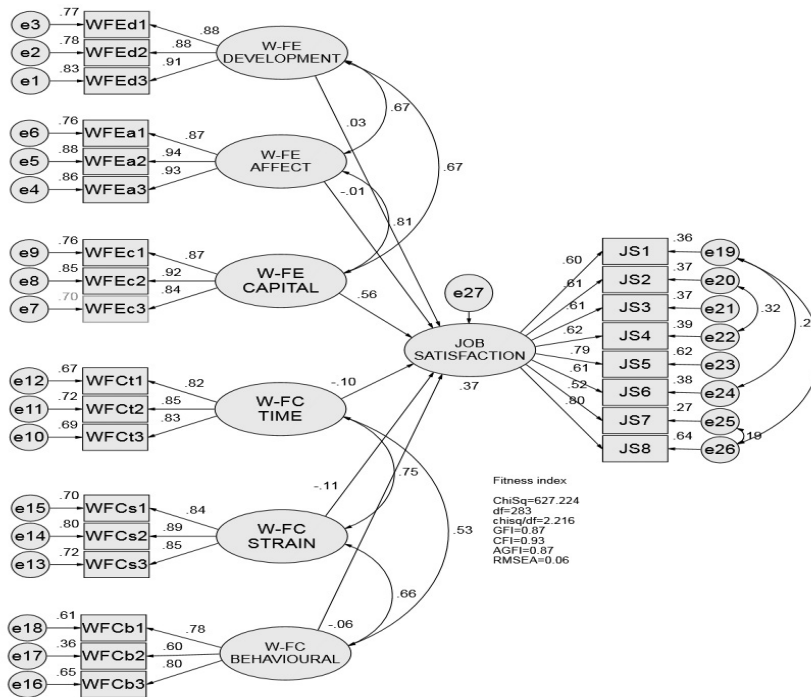 e3 .77 WFEd1 .88
e2 .78 WFEd2 .88
e1 .83 WFEd3 .91
W-FE
DEVELOPMENT
.67
.03
e6 .76 WFEa1 .87
e5 .88 WFEa2 .94
e4 .86 WFEa3 .93
W-FE
AFFECT
-.01
.67
.81
e9 .76 WFEc1 .87
e8 .85 WFEc2 .92
e7 .70 WFEc3 .84
W-FE
CAPITAL
.56
e27
JOB
SATISFACTION
.37
.60 JS1 .36 e19
.61 JS2 .37 e20
.61 JS3 .37 e21
.62 JS4 .39 e22
.79 JS5 .62 e23
.61 JS6 .38 e24
.52 JS7 .27 e25
.80 JS8 .64 e26
.32
.19
e12 .67 WFCt1 .82
e11 .72 WFCt2 .85
e10 .69 WFCt3 .83
W-FC
TIME
-.10
.75
-.11
.53
e15 .70 WFCs1 .84
e14 .80 WFCs2 .89
e13 .72 WFCs3 .85
W-FC
STRAIN
.66
-.06
e18 .61 WFCb1 .78
e17 .36 WFCb2 .60
e16 .65 WFCb3 .80
W-FC
BEHAVIOURAL
Fitness index
ChiSq=627.224
df=283
chisq/df=2.216
GFI=0.87
CFI=0.93
AGFI=0.87
RMSEA=0.06